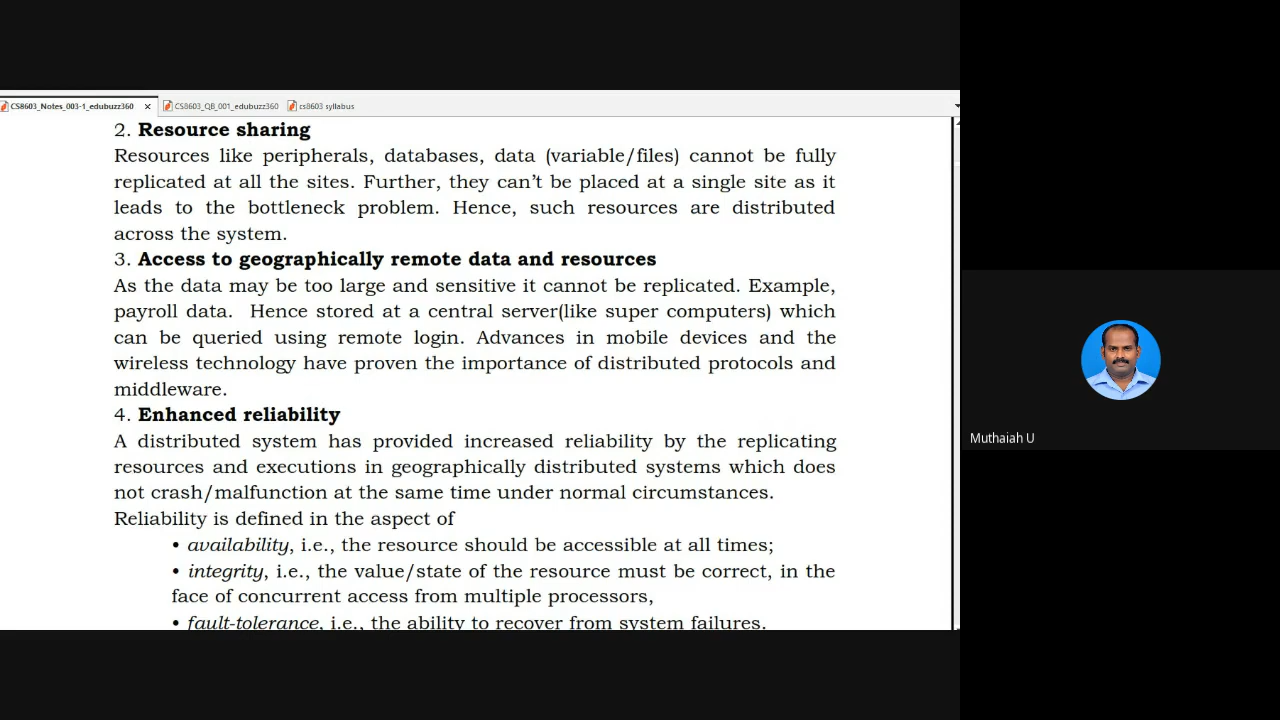 CS8603_Notes_003-1_edubuzz360
CS8603_QB_001_edubuzz360
cs8603 syllabus
2. Resource sharing
Resources like peripherals, databases, data (variable/files) cannot be fully
replicated at all the sites. Further, they can’t be placed at a single site as it
leads to the bottleneck problem. Hence, such resources are distributed
across the system.
3. Access to geographically remote data and resources
As the data may be too large and sensitive it cannot be replicated. Example,
payroll data. Hence stored at a central server(like super computers) which
can be queried using remote login. Advances in mobile devices and the
wireless technology have proven the importance of distributed protocols and
middleware.
4. Enhanced reliability
A distributed system has provided increased reliability by the replicating
resources and executions in geographically distributed systems which does
not crash/malfunction at the same time under normal circumstances.
Reliability is defined in the aspect of
• availability, i.e., the resource should be accessible at all times;
• integrity, i.e., the value/state of the resource must be correct, in the
face of concurrent access from multiple processors,
• fault-tolerance, i.e., the ability to recover from system failures.
Muthaiah U